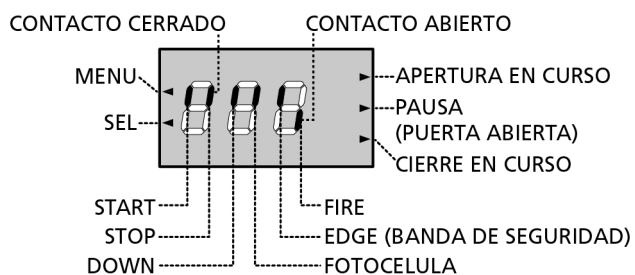 CONTACTO CERRADO
CONTACTO ABIERTO
MENU
APERTURA EN CURSO
SEL
PAUSA
(PUERTA ABIERTA)
CIERRE EN CURSO
START
FIRE
STOP
EDGE (BANDA DE SEGURIDAD)
DOWN
FOTOCELULA